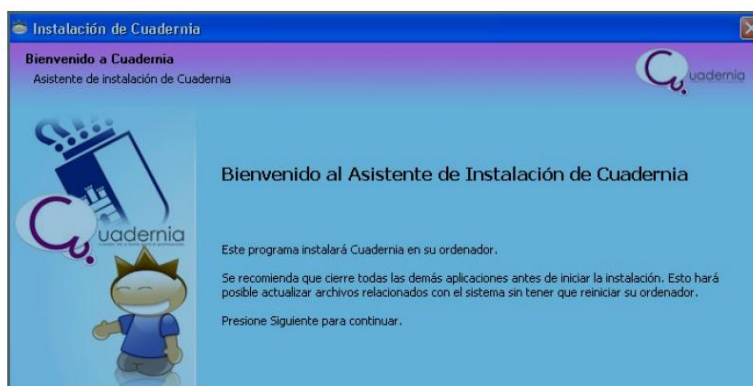 Instalación de Cuadernia
Bienvenido a Cuadernia
Asistente de instalación de Cuadernia
Cuadernia
Bienvenido al Asistente de Instalación de Cuadernia
Cuadernia
Este programa instalará Cuadernia en su ordenador.
Se recomienda que cierre todas las demás aplicaciones antes de iniciar la instalación. Esto hará
posible actualizar archivos relacionados con el sistema sin tener que reiniciar su ordenador.
Presione Siguiente para continuar.